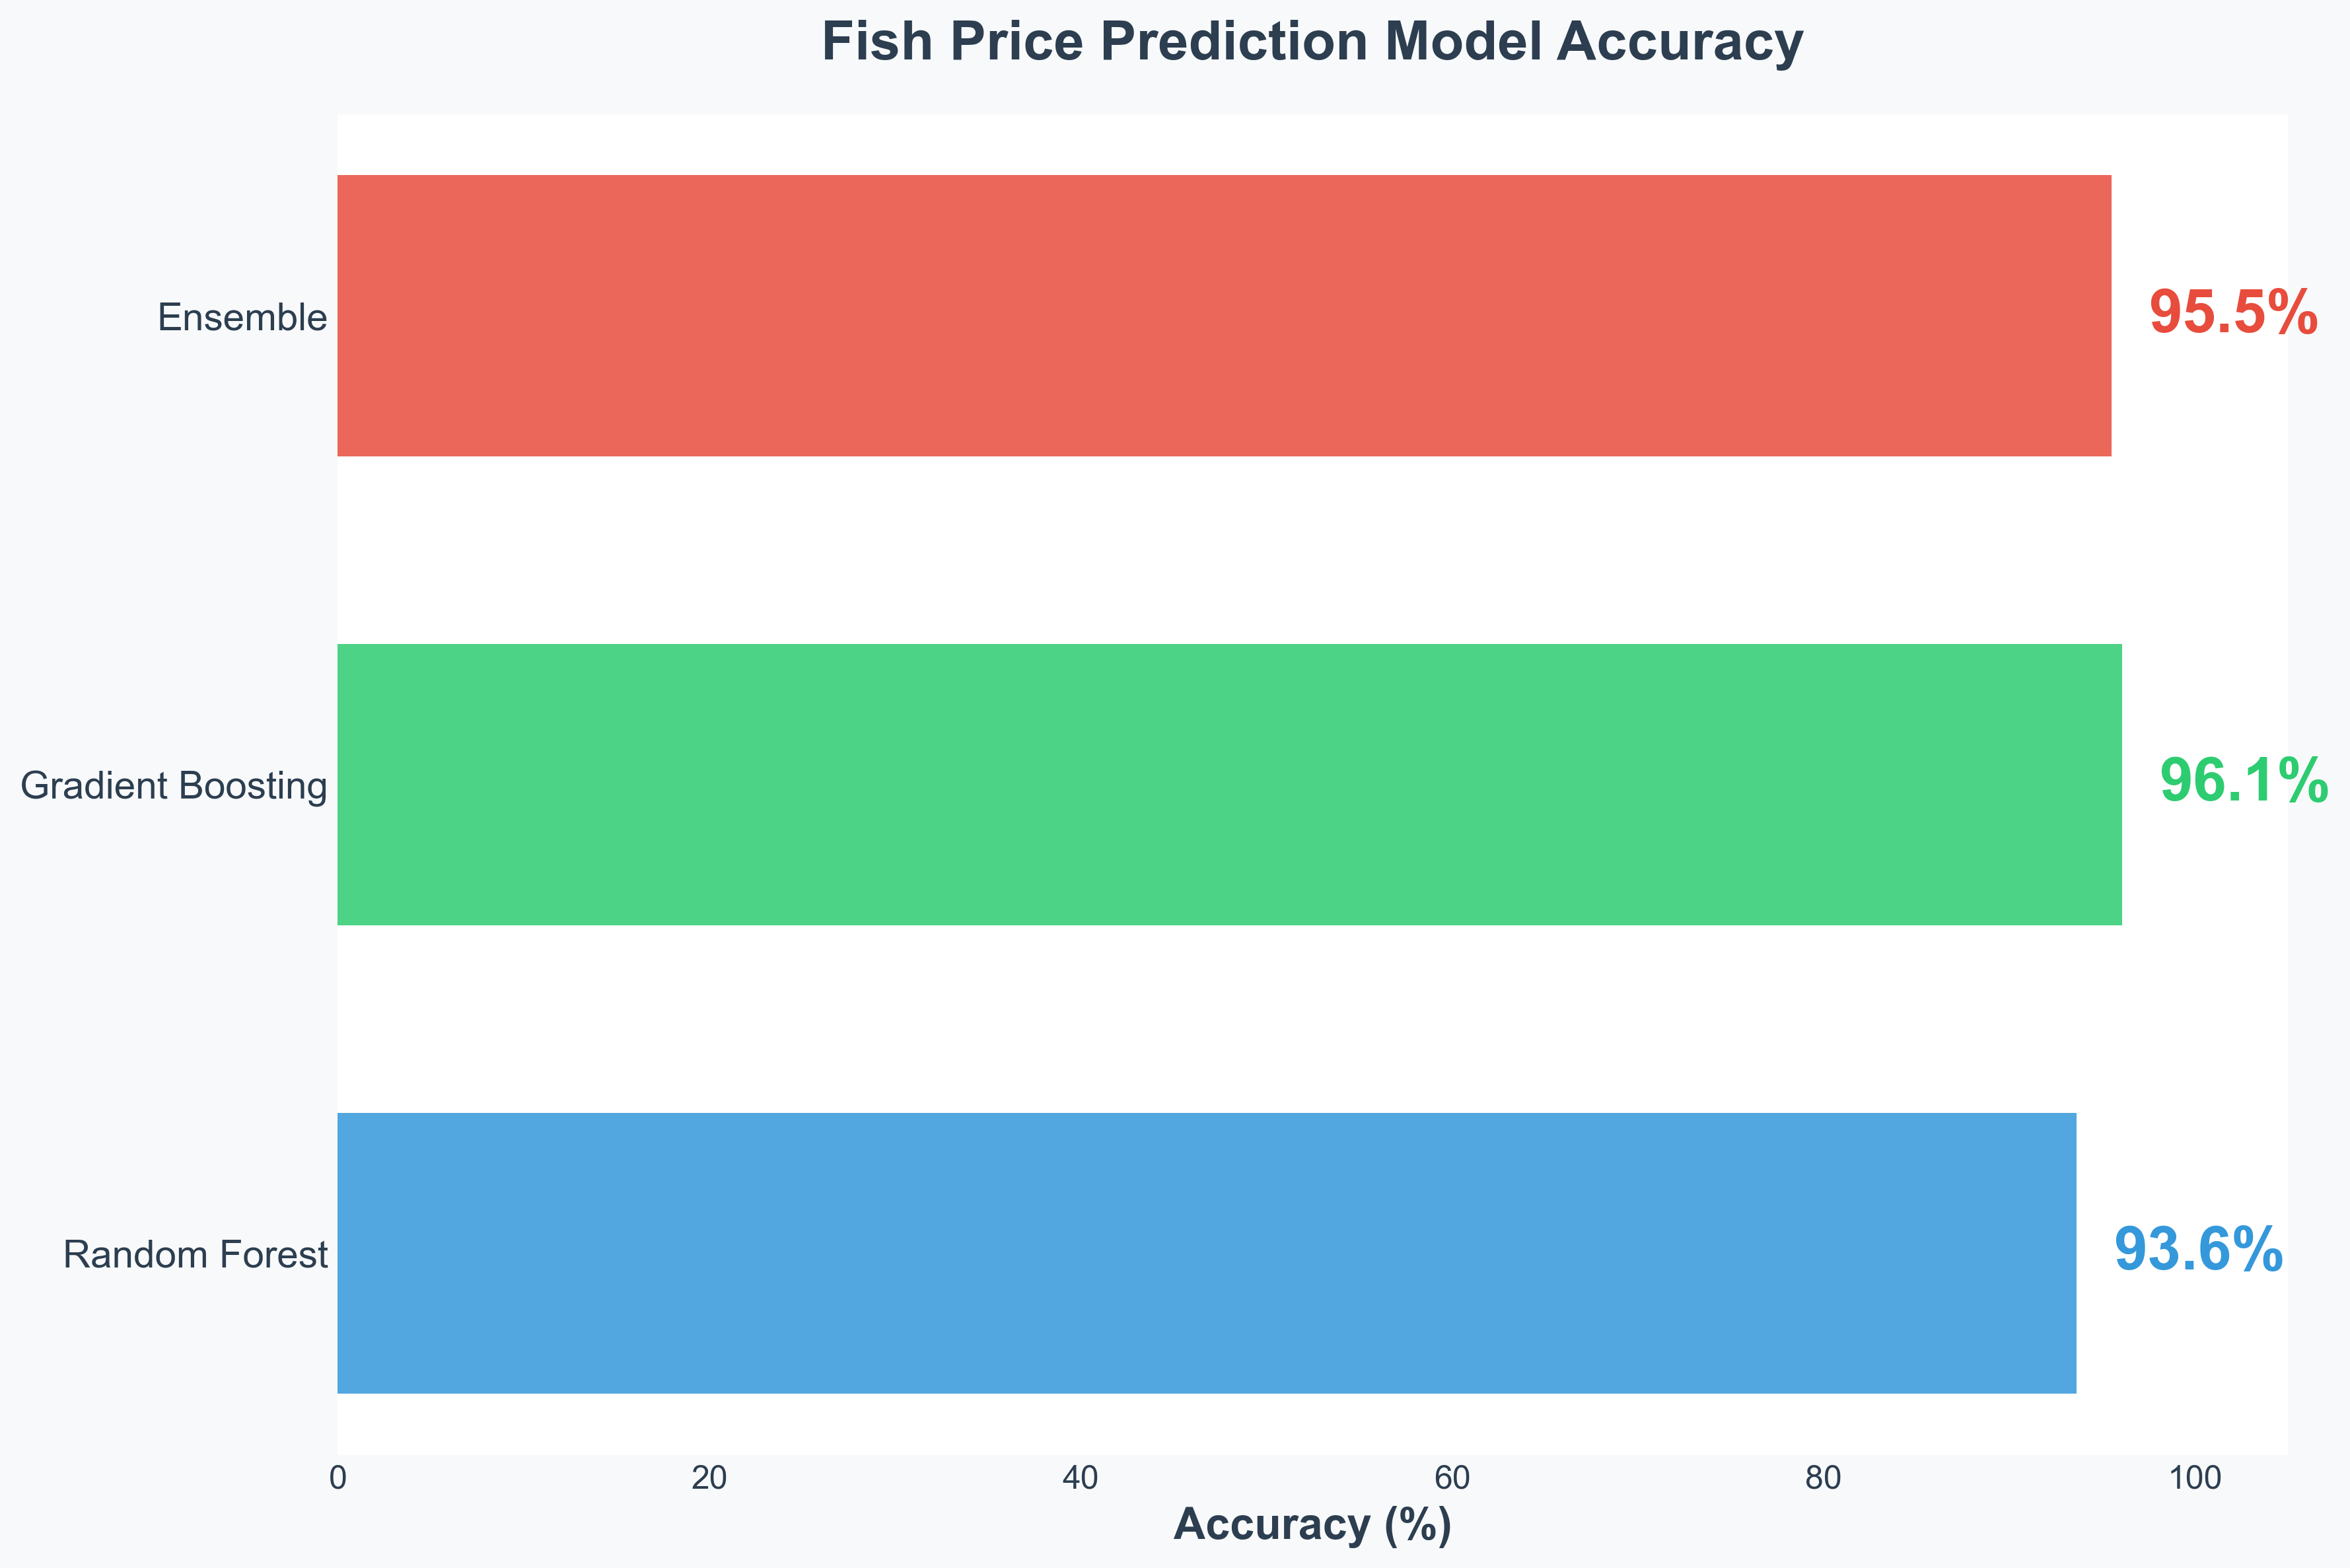 Fish Price Prediction Model Accuracy
Ensemble
95.5%
Gradient Boosting
96.1%
Random Forest
93.6%
0 20 40 60 80 100
Accuracy (%)